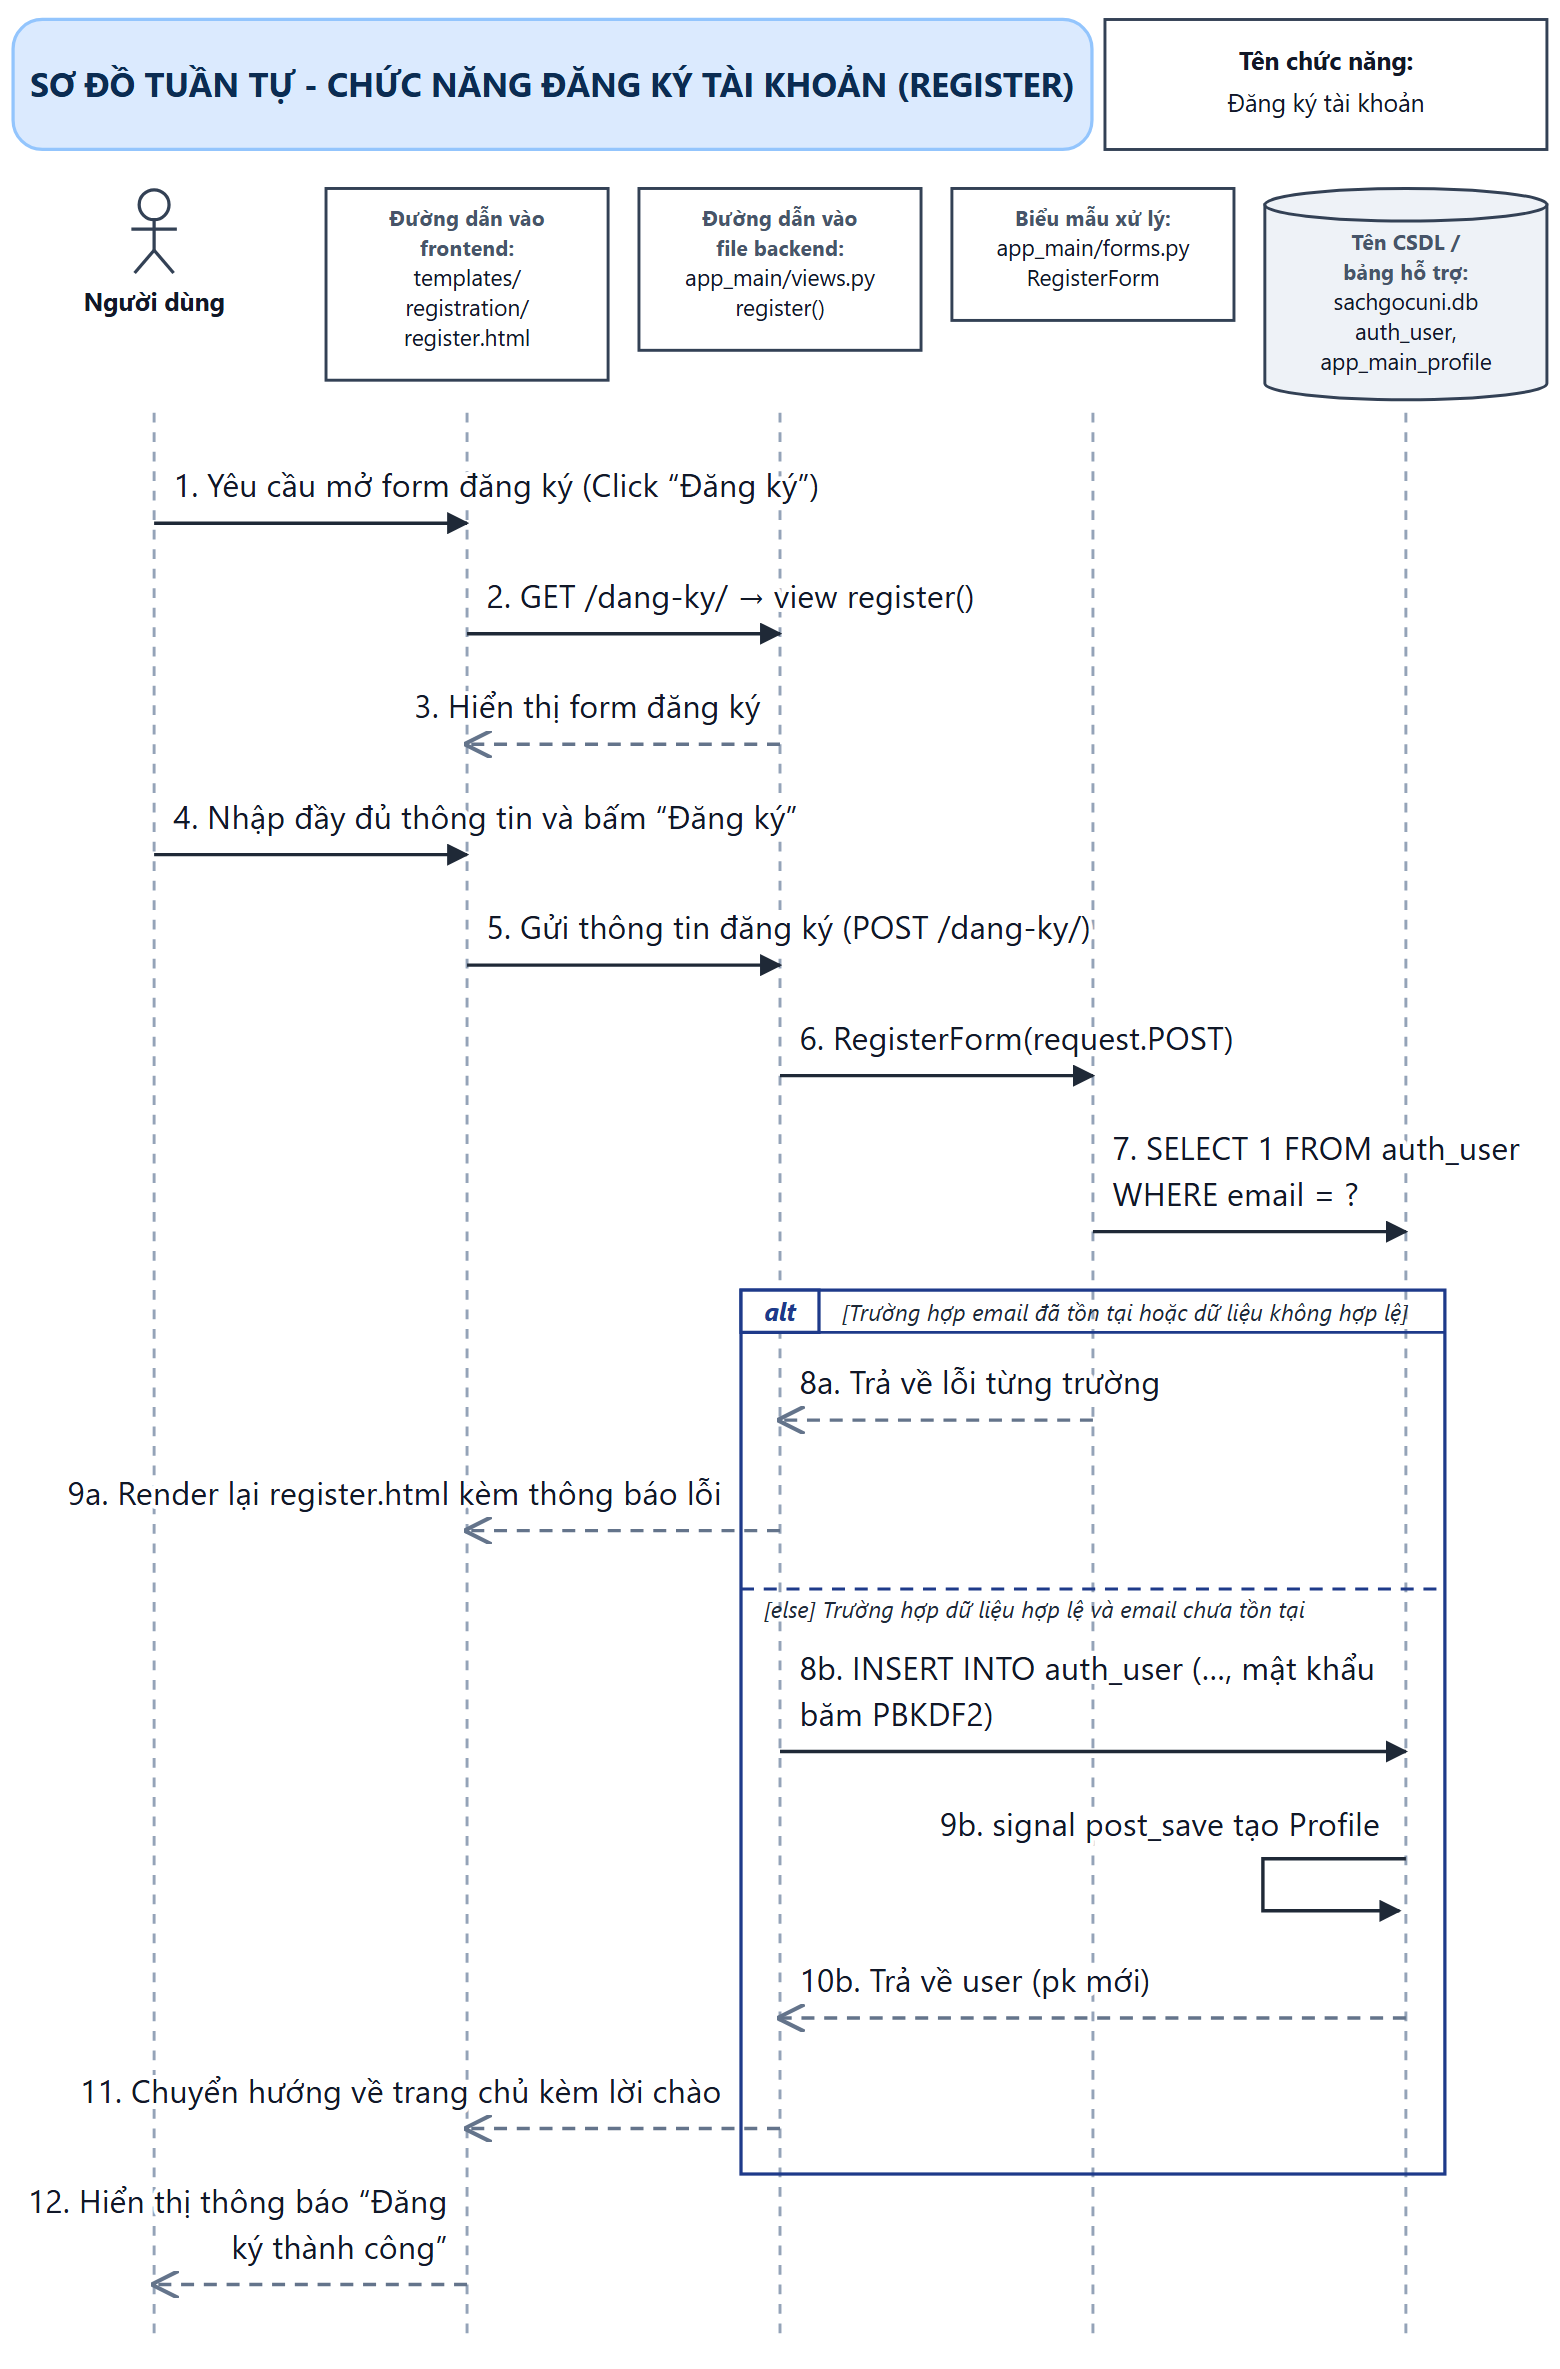 SƠ ĐỒ TUẦN TỰ - CHỨC NĂNG ĐĂNG KÝ TÀI KHOẢN (REGISTER)
Tên chức năng:
Đăng ký tài khoản
Người dùng
Đường dẫn vào
frontend:
templates/
registration/
register.html
Đường dẫn vào
file backend:
app_main/views.py
register()
Biểu mẫu xử lý:
app_main/forms.py
RegisterForm
Tên CSDL /
bảng hỗ trợ:
sachgocuni.db
auth_user,
app_main_profile
1. Yêu cầu mở form đăng ký (Click “Đăng ký”)
2. GET /dang-ky/ → view register()
3. Hiển thị form đăng ký
4. Nhập đầy đủ thông tin và bấm “Đăng ký”
5. Gửi thông tin đăng ký (POST /dang-ky/)
6. RegisterForm(request.POST)
7. SELECT 1 FROM auth_user
WHERE email = ?
alt
[Trường hợp email đã tồn tại hoặc dữ liệu không hợp lệ]
8a. Trả về lỗi từng trường
9a. Render lại register.html kèm thông báo lỗi
[else] Trường hợp dữ liệu hợp lệ và email chưa tồn tại
8b. INSERT INTO auth_user (…, mật khẩu
băm PBKDF2)
9b. signal post_save tạo Profile
10b. Trả về user (pk mới)
11. Chuyển hướng về trang chủ kèm lời chào
12. Hiển thị thông báo “Đăng
ký thành công”